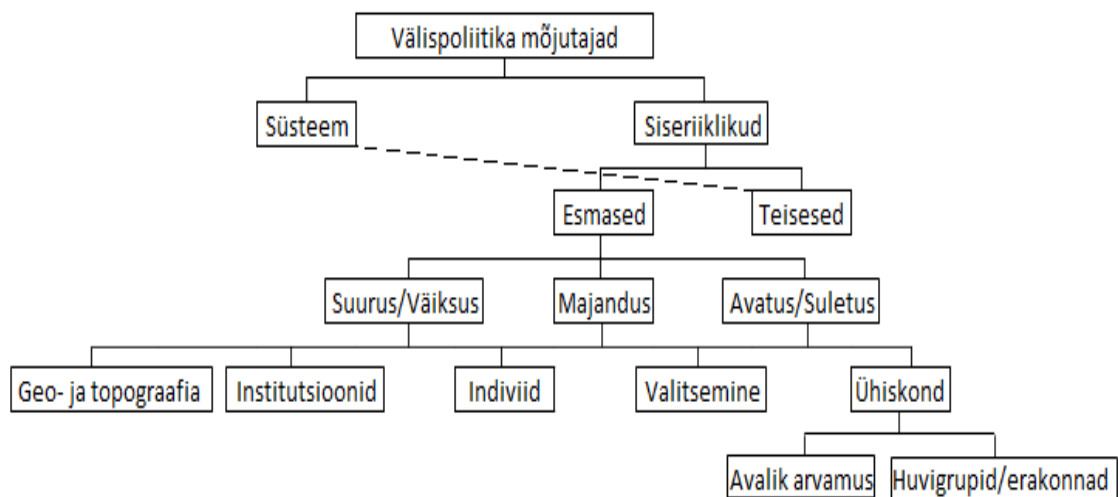 Välispoliitika mõjutajad
Süsteem
Siseriiklikud
Esmased
Teisesed
Suurus/Väiksus
Majandus
Avatus/Suletus
Geo- ja topograafia
Institutsioonid
Indiviid
Valitsemine
Ühiskond
Avalik arvamus
Huvigrupid/erakonnad